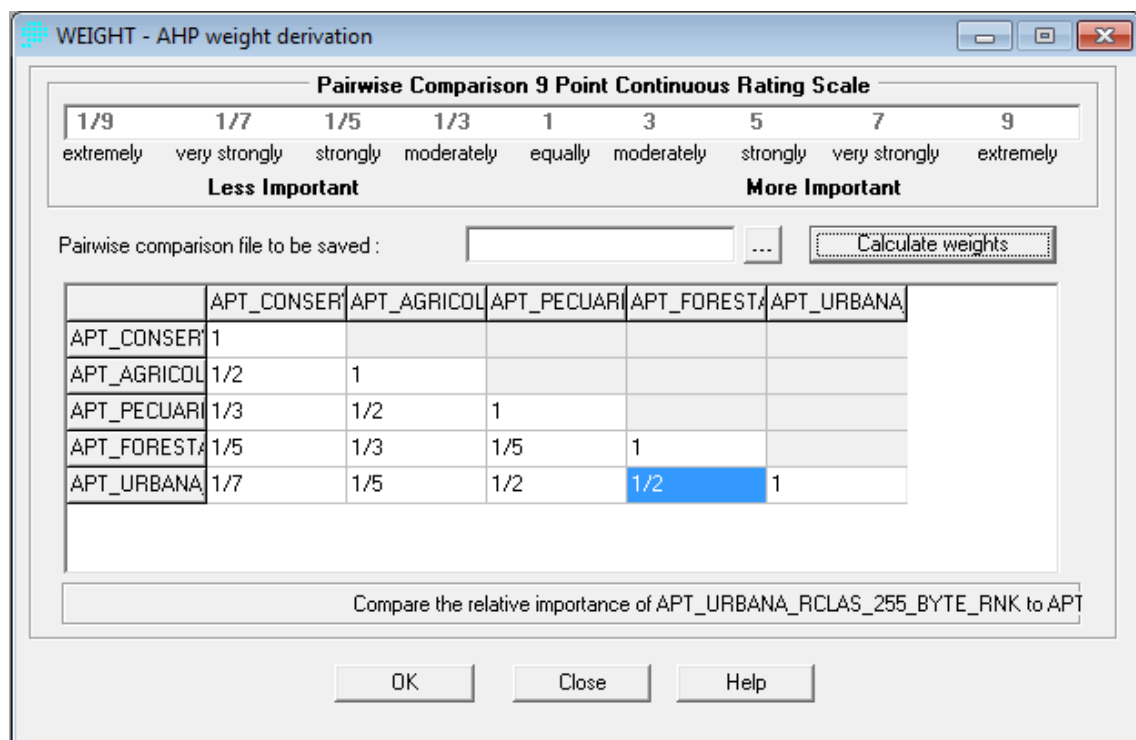 WEIGHT - AHP weight derivation
Pairwise Comparison 9 Point Continuous Rating Scale
1/9 1/7 1/5 1/3 1 3 5 7 9
extremely very strongly strongly moderately equally moderately strongly very strongly extremely
Less Important More Important
Pairwise comparison file to be saved : ... Calculate weights
APT_CONSER APT_AGRICOL APT_PECUARI APT_FORESTA APT_URBANA_
APT_CONSER 1
APT_AGRICOL 1/2 1
APT_PECUARI 1/3 1/2 1
APT_FORESTA 1/5 1/3 1/5 1
APT_URBANA_ 1/7 1/5 1/2 1/2 1
Compare the relative importance of APT_URBANA_RCLAS_255_BYTE_RNK to APT
OK Close Help